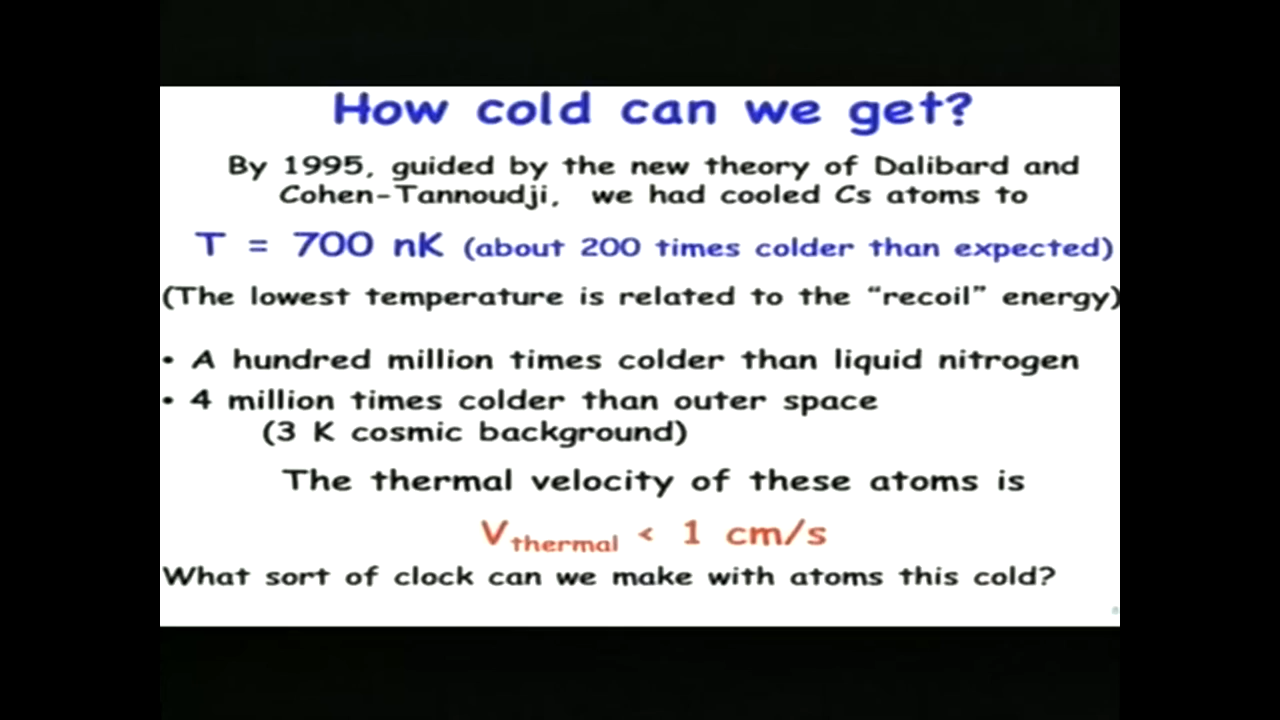 How cold can we get?
By 1995, guided by the new theory of Dalibard and
Cohen-Tannoudji, we had cooled Cs atoms to
T = 700 nK (about 200 times colder than expected)
(The lowest temperature is related to the “recoil” energy)
• A hundred million times colder than liquid nitrogen
• 4 million times colder than outer space
(3 K cosmic background)
The thermal velocity of these atoms is
Vthermal < 1 cm/s
What sort of clock can we make with atoms this cold?